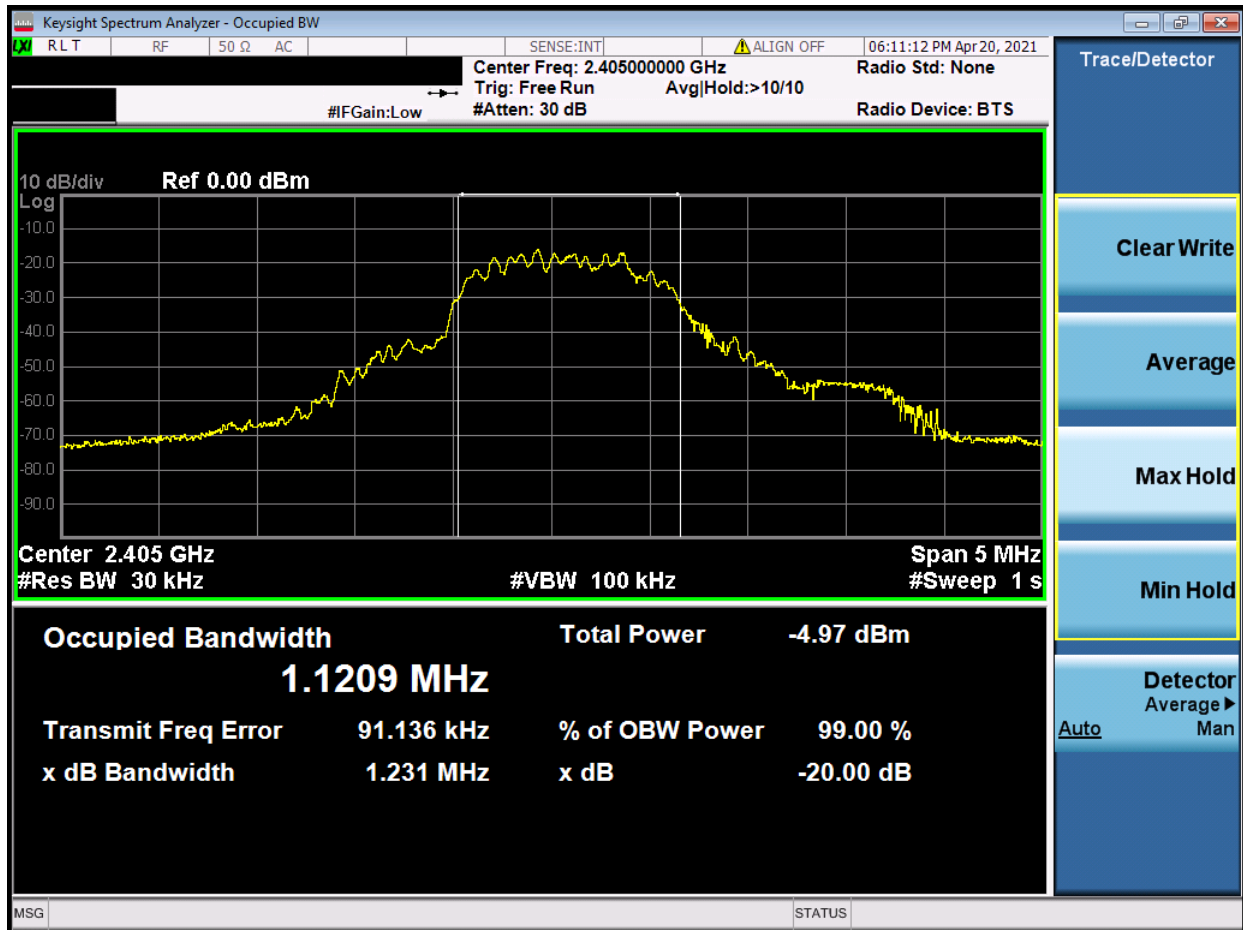 Keysight Spectrum Analyzer - Occupied BW
LXI RLT RF 50 Ω AC SENSE:INT ALIGN OFF 06:11:12 PM Apr 20, 2021
Center Freq: 2.405000000 GHz Radio Std: None
Trig: Free Run Avg|Hold:>10/10
#IFGain:Low #Atten: 30 dB Radio Device: BTS
10 dB/div Ref 0.00 dBm
Log
-10.0
-20.0
-30.0
-40.0
-50.0
-60.0
-70.0
-80.0
-90.0
Center 2.405 GHz Span 5 MHz
#Res BW 30 kHz #VBW 100 kHz #Sweep 1 s
Occupied Bandwidth Total Power -4.97 dBm
1.1209 MHz
Transmit Freq Error 91.136 kHz % of OBW Power 99.00 %
x dB Bandwidth 1.231 MHz x dB -20.00 dB
MSG STATUS
Trace/Detector
Clear Write
Average
Max Hold
Min Hold
Detector
Average
Auto Man